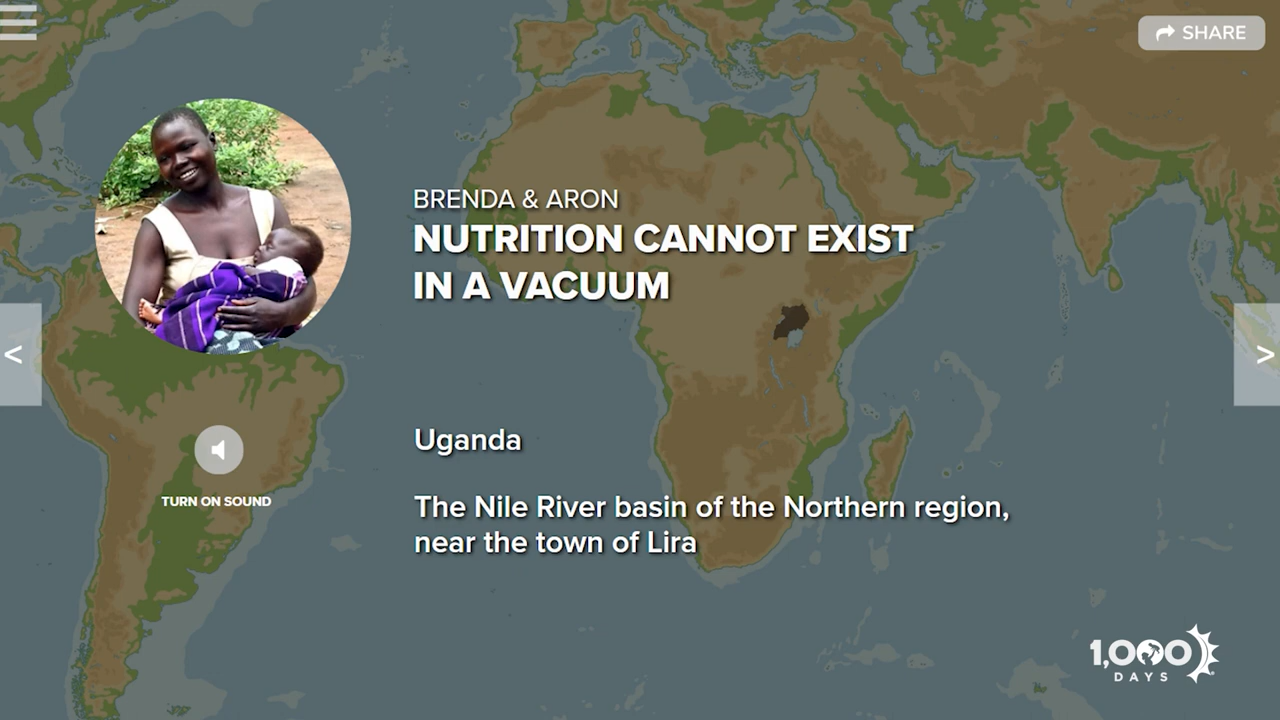 SHARE
BRENDA & ARON
NUTRITION CANNOT EXIST
IN A VACUUM
<
>
Uganda
TURN ON SOUND
The Nile River basin of the Northern region,
near the town of Lira
1,000
DAYS